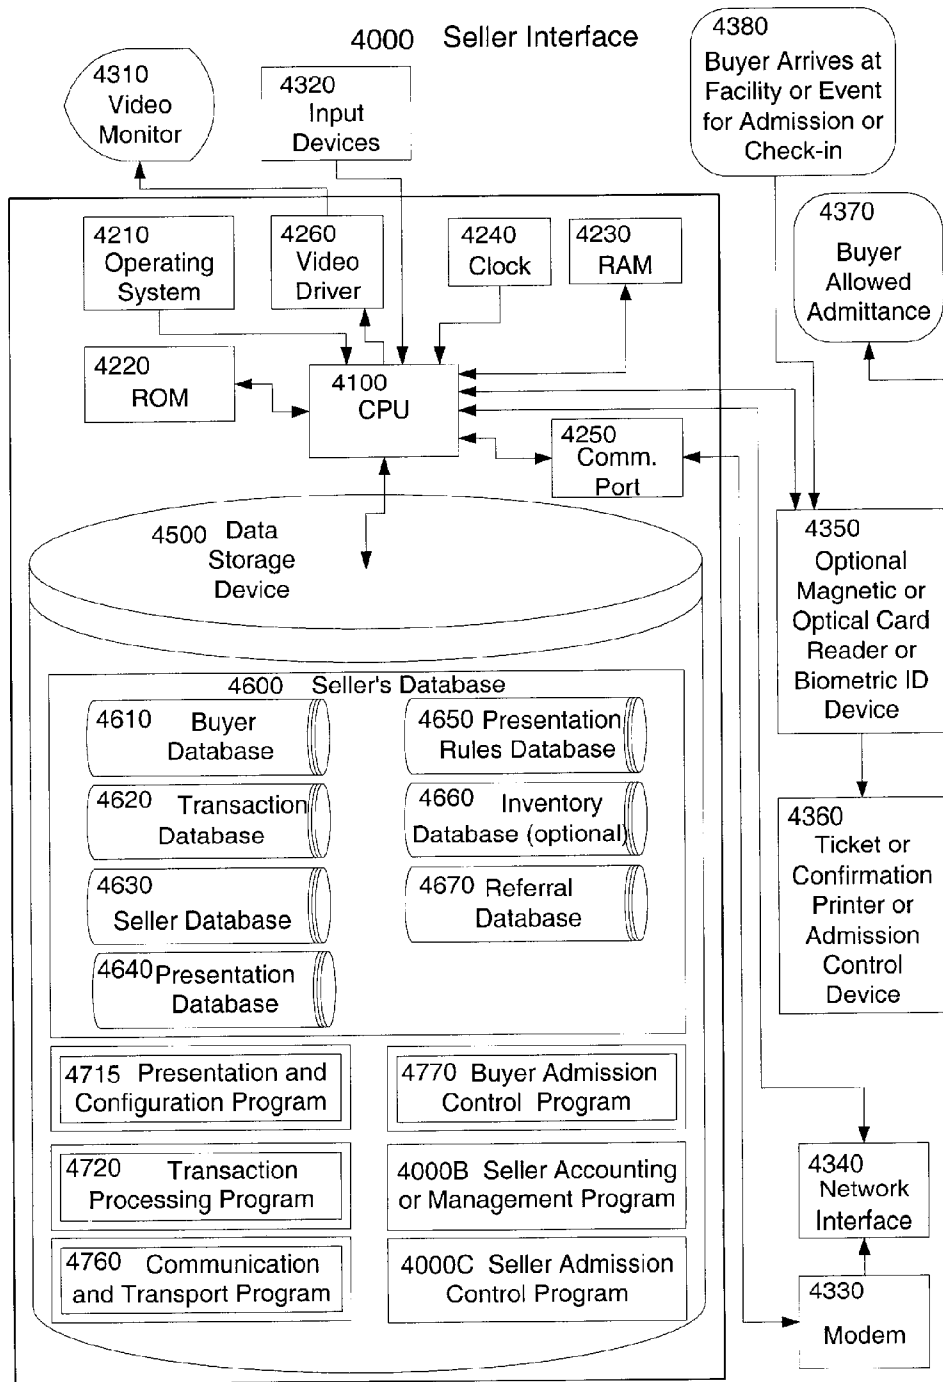 4000 Seller Interface
4310
Video
Monitor
4320
Input
Devices
4380
Buyer Arrives at
Facility or Event
for Admission or
Check-in
4370
Buyer
Allowed
Admittance
4210
Operating
System
4260
Video
Driver
4240
Clock
4230
RAM
4220
ROM
4100
CPU
4250
Comm.
Port
4500 Data
Storage
Device
4350
Optional
Magnetic or
Optical Card
Reader or
Biometric ID
Device
4360
Ticket or
Confirmation
Printer or
Admission
Control
Device
4600 Seller's Database
4610 Buyer
Database
4650 Presentation
Rules Database
4620 Transaction
Database
4660 Inventory
Database (optional)
4630
Seller Database
4670 Referral
Database
4640 Presentation
Database
4715 Presentation and
Configuration Program
4770 Buyer Admission
Control Program
4720 Transaction
Processing Program
4000B Seller Accounting
or Management Program
4760 Communication
and Transport Program
4000C Seller Admission
Control Program
4340
Network
Interface
4330
Modem